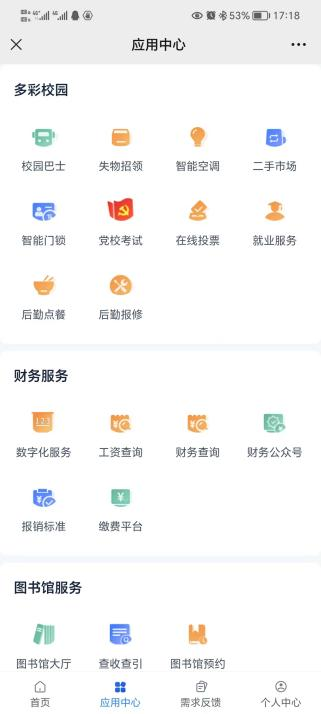 53% 17:18
应用中心
多彩校园
校园巴士 失物招领 智能空调 二手市场
智能门锁 党校考试 在线投票 就业服务
后勤点餐 后勤报修
财务服务
123
数字化服务 工资查询 财务查询 财务公众号
报销标准 缴费平台
图书馆服务
图书馆大厅 查收查引 图书馆预约
首页 应用中心 需求反馈 个人中心